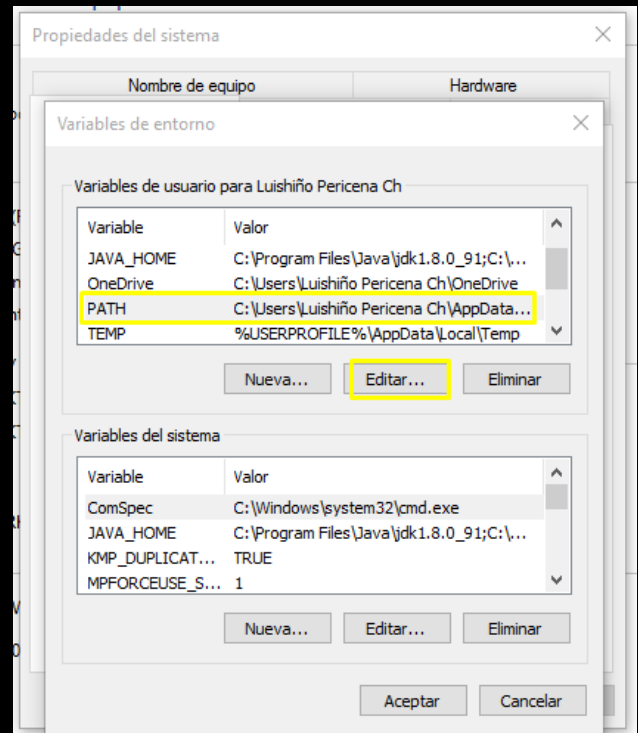 Propiedades del sistema
Nombre de equipo Hardware
Variables de entorno
Variables de usuario para Luishiño Pericena Ch
Variable Valor
JAVA_HOME C:\Program Files\Java\jdk1.8.0_91;C:\...
OneDrive C:\Users\Luishiño Pericena Ch\OneDrive
PATH C:\Users\Luishiño Pericena Ch\AppData...
TEMP %USERPROFILE%\AppData\Local\Temp
Nueva... Editar... Eliminar
Variables del sistema
Variable Valor
ComSpec C:\Windows\system32\cmd.exe
JAVA_HOME C:\Program Files\Java\jdk1.8.0_91;C:\...
KMP_DUPLICAT... TRUE
MPFORCEUSE_S... 1
Nueva... Editar... Eliminar
Aceptar Cancelar